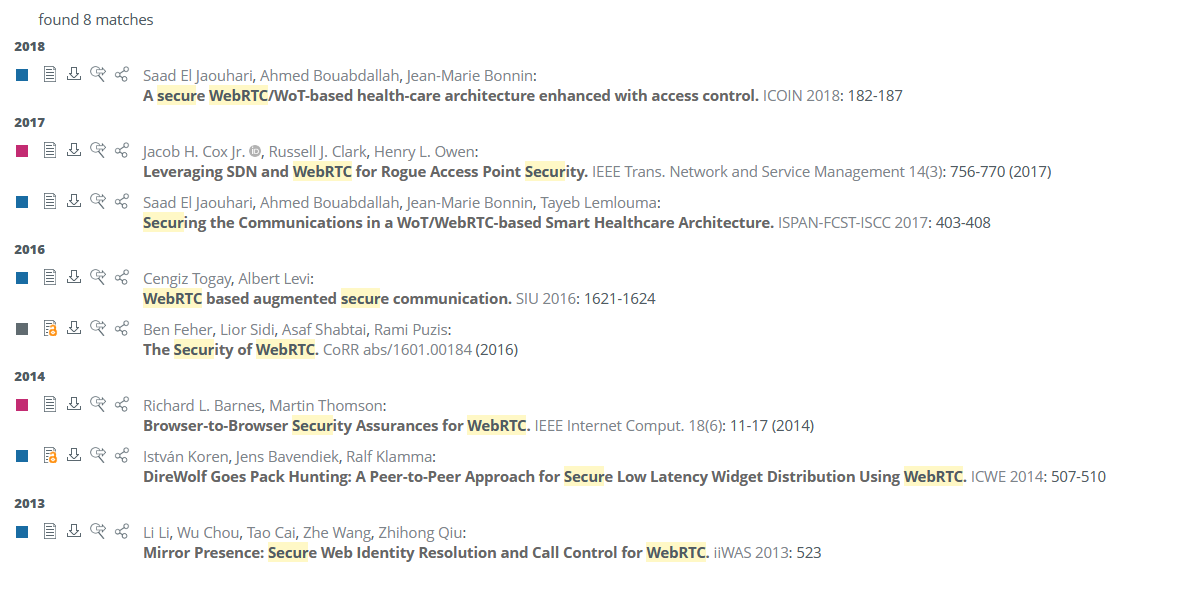 found 8 matches
2018
Saad El Jaouhari, Ahmed Bouabdallah, Jean-Marie Bonnin:
A secure WebRTC/WoT-based health-care architecture enhanced with access control. ICOIN 2018: 182-187
2017
Jacob H. Cox Jr. iD, Russell J. Clark, Henry L. Owen:
Leveraging SDN and WebRTC for Rogue Access Point Security. IEEE Trans. Network and Service Management 14(3): 756-770 (2017)
Saad El Jaouhari, Ahmed Bouabdallah, Jean-Marie Bonnin, Tayeb Lemlouma:
Securing the Communications in a WoT/WebRTC-based Smart Healthcare Architecture. ISPAN-FCST-ISCC 2017: 403-408
2016
Cengiz Togay, Albert Levi:
WebRTC based augmented secure communication. SIU 2016: 1621-1624
Ben Feher, Lior Sidi, Asaf Shabtai, Rami Puzis:
The Security of WebRTC. CoRR abs/1601.00184 (2016)
2014
Richard L. Barnes, Martin Thomson:
Browser-to-Browser Security Assurances for WebRTC. IEEE Internet Comput. 18(6): 11-17 (2014)
István Koren, Jens Bavendiek, Ralf Klamma:
DireWolf Goes Pack Hunting: A Peer-to-Peer Approach for Secure Low Latency Widget Distribution Using WebRTC. ICWE 2014: 507-510
2013
Li Li, Wu Chou, Tao Cai, Zhe Wang, Zhihong Qiu:
Mirror Presence: Secure Web Identity Resolution and Call Control for WebRTC. iiWAS 2013: 523